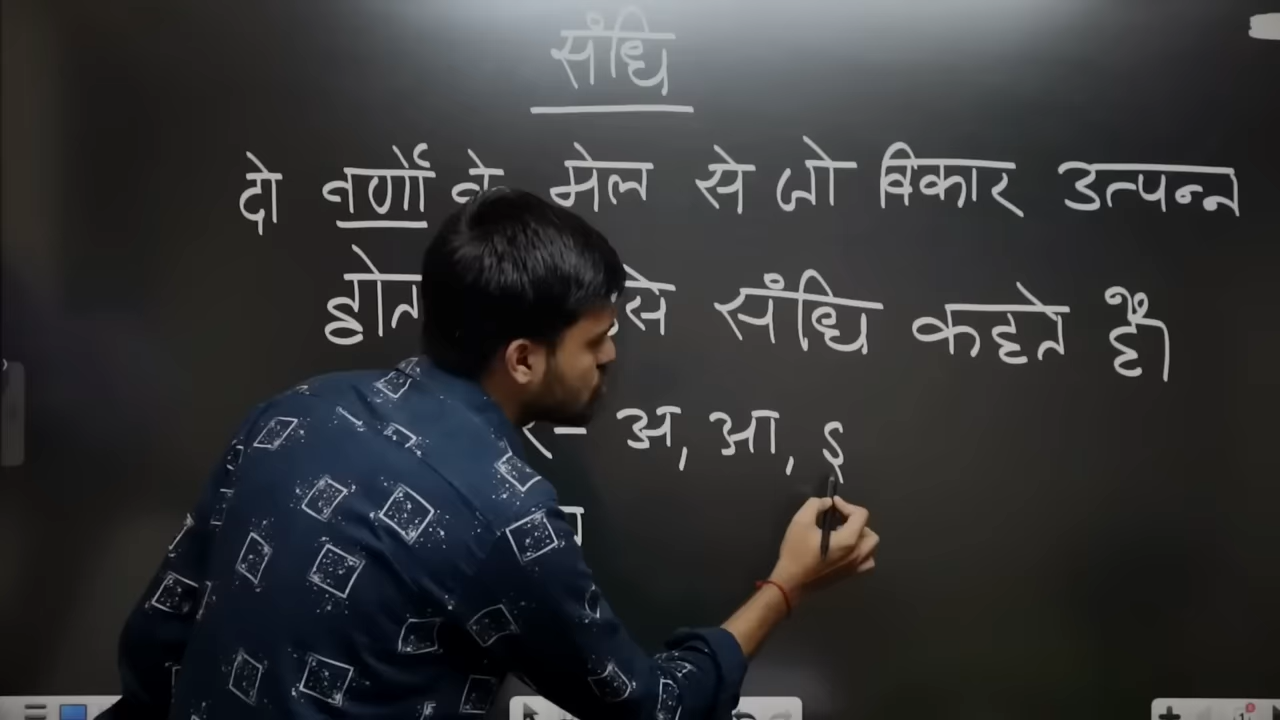 संधि
दो वर्णों के मेल से जो विकार उत्पन्न
होत से संधि कहते हैं।
र- अ, आ, इ